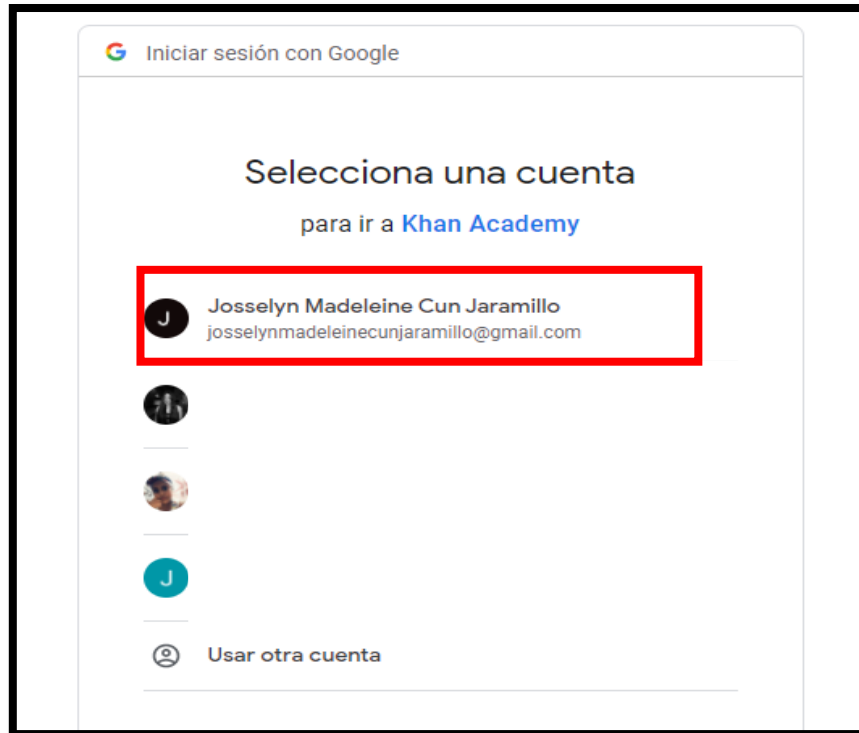 G Iniciar sesión con Google
Selecciona una cuenta
para ir a Khan Academy
J Josselyn Madeleine Cun Jaramillo
josselynmadeleinecunjaramillo@gmail.com
J
Usar otra cuenta